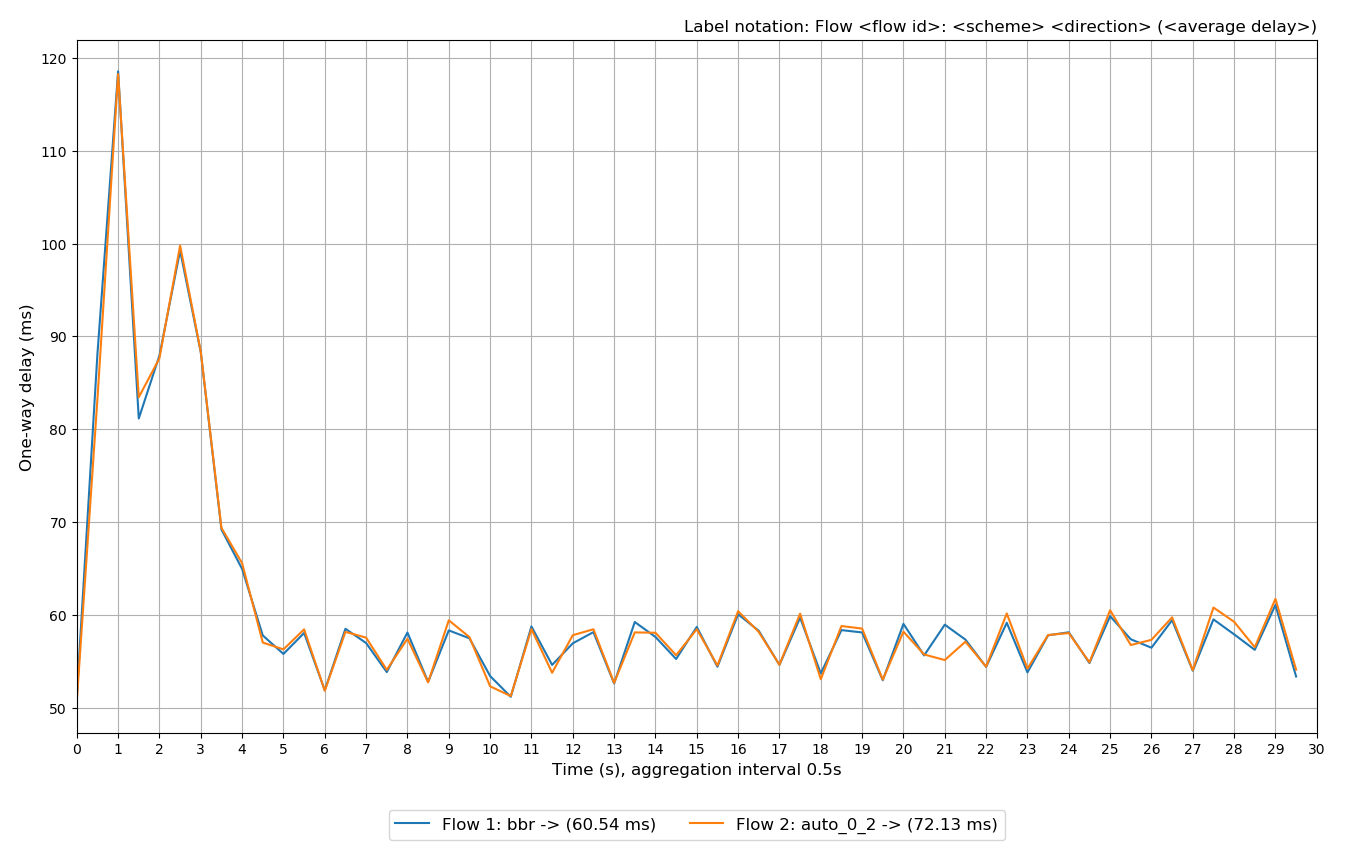 Label notation: Flow <flow id>: <scheme> <direction> (<average delay>)
120
110
100
90
80
70
60
50
One-way delay (ms)
0 1 2 3 4 5 6 7 8 9 10 11 12 13 14 15 16 17 18 19 20 21 22 23 24 25 26 27 28 29 30
Time (s), aggregation interval 0.5s
Flow 1: bbr -> (60.54 ms) Flow 2: auto_0_2 -> (72.13 ms)